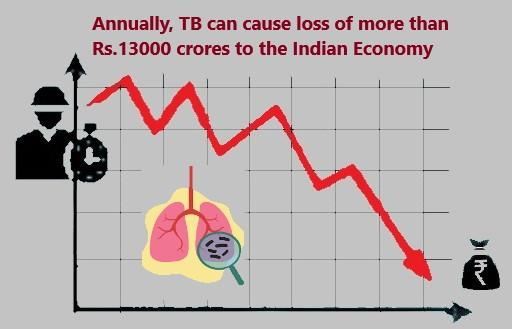 Annually, TB can cause loss of more than
Rs.13000 crores to the Indian Economy
₹